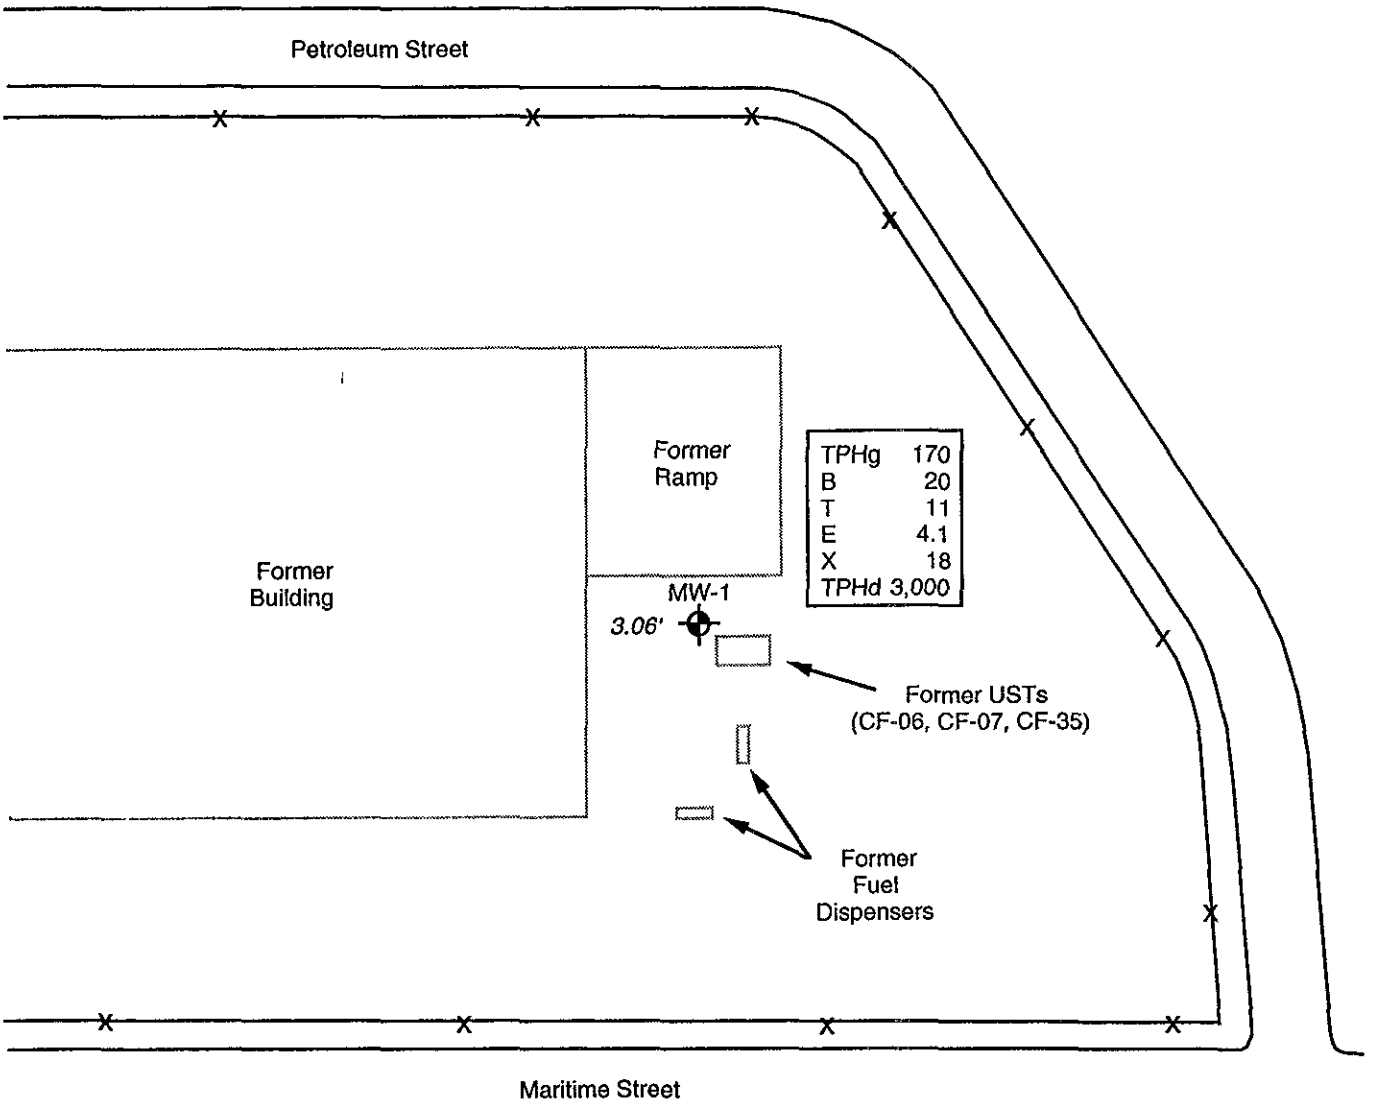 Petroleum Street
Former
Ramp
TPHg 170
B 20
T 11
E 4.1
X 18
TPHd 3,000
Former
Building
MW-1
3.06'
Former USTs
(CF-06, CF-07, CF-35)
Former
Fuel
Dispensers
Maritime Street